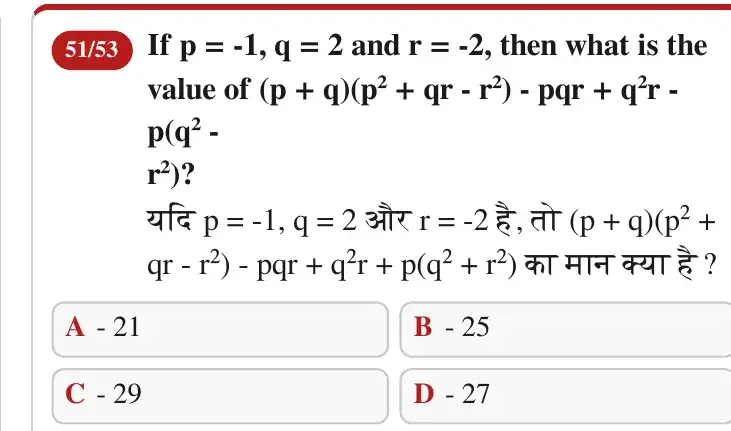 51/53 If p = -1, q = 2 and r = -2, then what is the
value of (p + q)(p² + qr - r²) - pqr + q²r -
p(q² -
r²)?
यदि p = -1, q = 2 और r = -2 है, तो (p + q)(p² +
qr - r²) - pqr + q²r + p(q² + r²) का मान क्या है ?
A - 21
B - 25
C - 29
D - 27